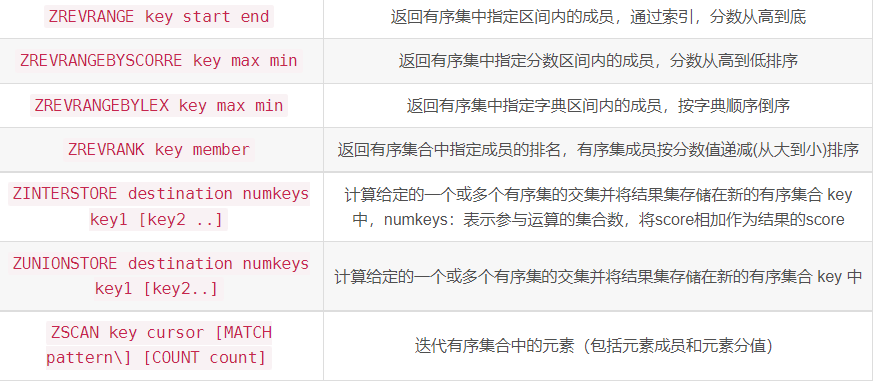 ZREVRANGE key start end
返回有序集中指定区间内的成员，通过索引，分数从高到底
ZREVRANGEBYSCORRE key max min
返回有序集中指定分数区间内的成员，分数从高到低排序
ZREVRANGEBYLEX key max min
返回有序集中指定字典区间内的成员，按字典顺序倒序
ZREVRANK key member
返回有序集合中指定成员的排名，有序集成员按分数值递减(从大到小)排序
ZINTERSTORE destination numkeys
key1 [key2 ..]
计算给定的一个或多个有序集的交集并将结果集存储在新的有序集合 key
中，numkeys：表示参与运算的集合数，将score相加作为结果的score
ZUNIONSTORE destination numkeys
key1 [key2..]
计算给定的一个或多个有序集的交集并将结果集存储在新的有序集合 key 中
ZSCAN key cursor [MATCH
pattern\] [COUNT count]
迭代有序集合中的元素（包括元素成员和元素分值）